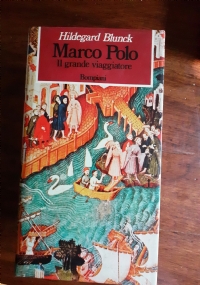 Hildegard Blunck
Marco Polo
Il grande viaggiatore
Bompiani